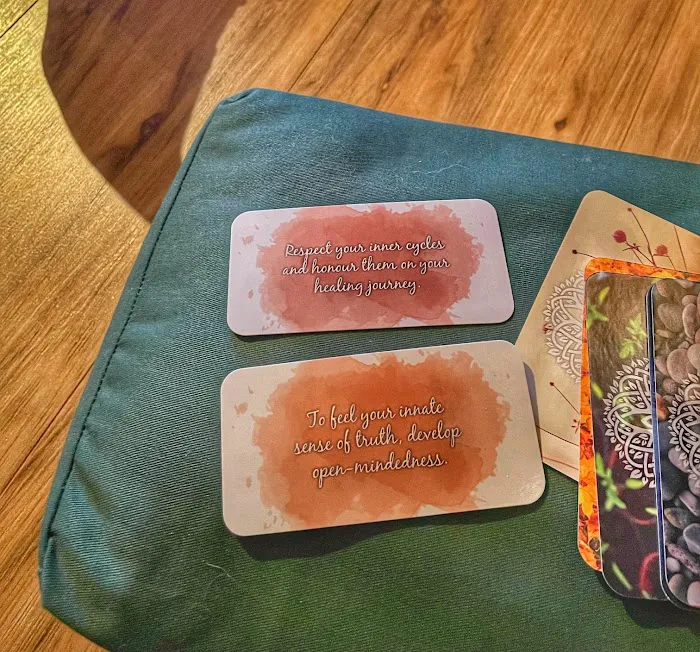 Respect your inner cycles
and honour them on your
healing journey.
To feel your innate
sense of truth, develop
open-mindedness.